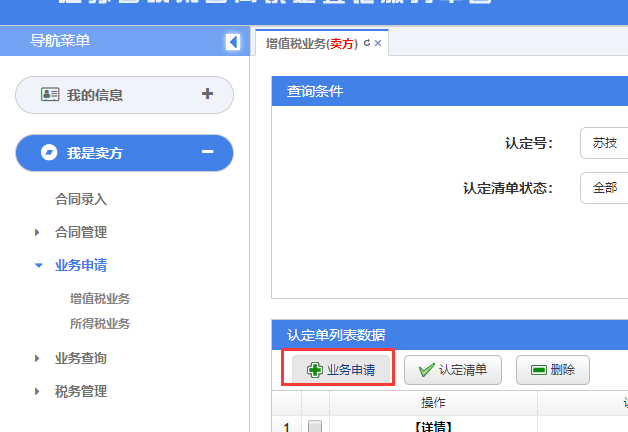 导航菜单
增值税业务(卖方)
我的信息
查询条件
我是卖方
认定号：
苏技
认定清单状态：
全部
合同录入
合同管理
业务申请
增值税业务
所得税业务
认定单列表数据
业务查询
业务申请
认定清单
删除
税务管理
操作
1
【详情】